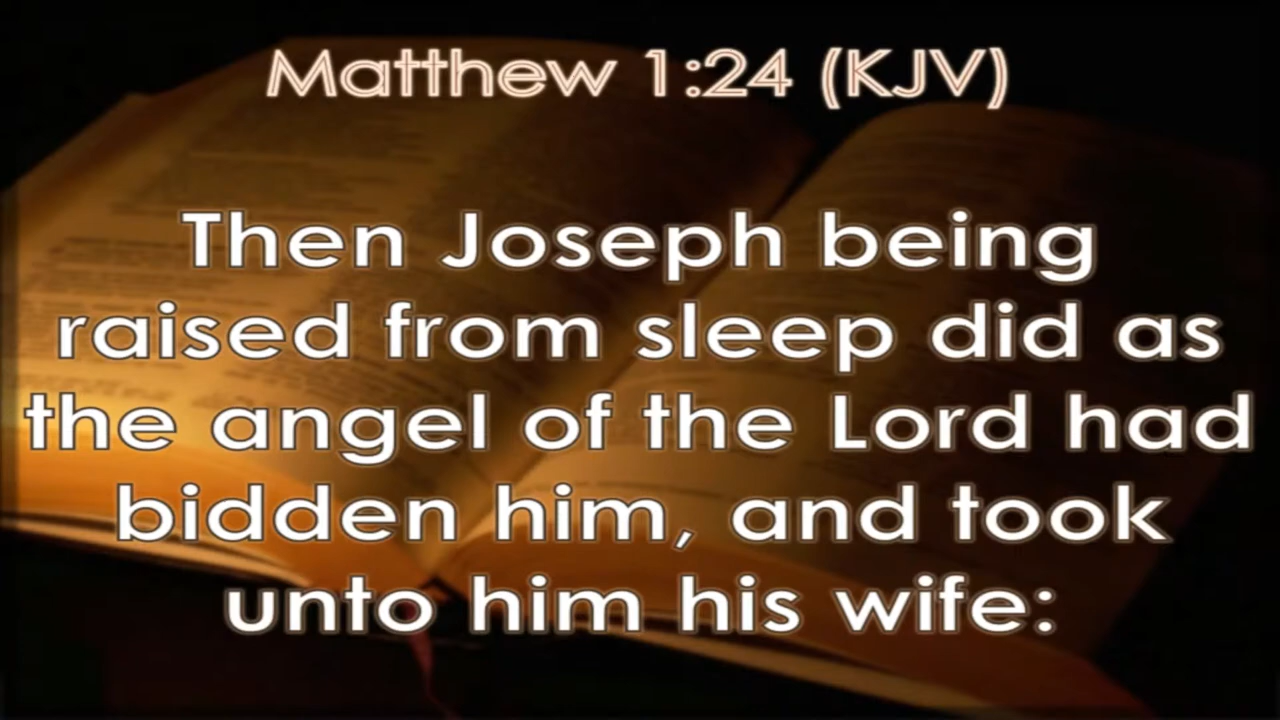 Matthew 1:24 (KJV)
Then Joseph being
raised from sleep did as
the angel of the Lord had
bidden him, and took
unto him his wife: